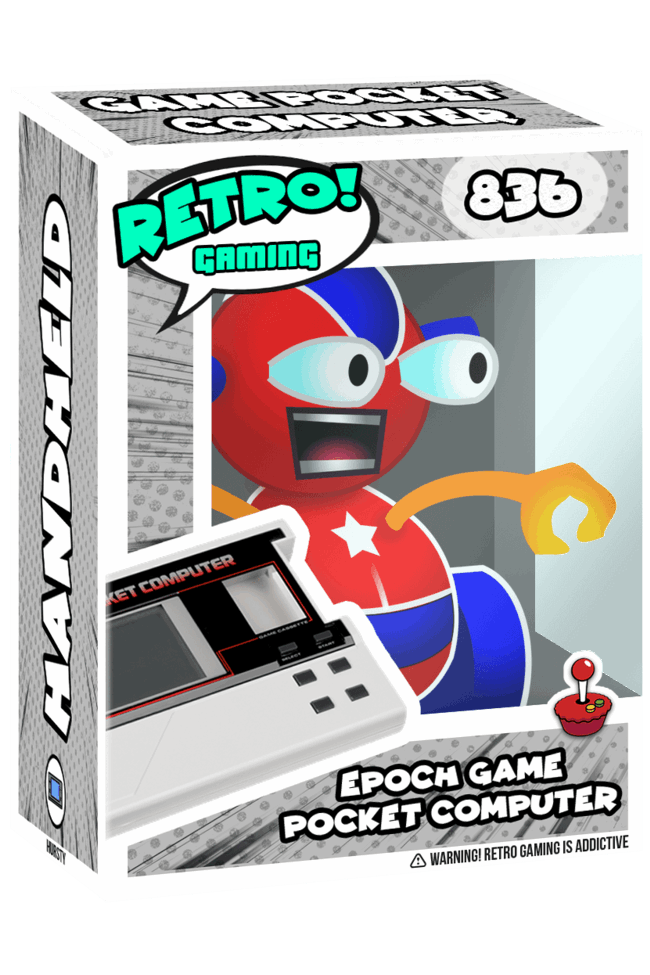 GAME POCKET
COMPUTER
RETRO!
GAMING
836
HANDHELD
POCKET COMPUTER
GAME CASSETTE
SELECT
START
EPOCH GAME
POCKET COMPUTER
HURSTY
⚠ WARNING! RETRO GAMING IS ADDICTIVE